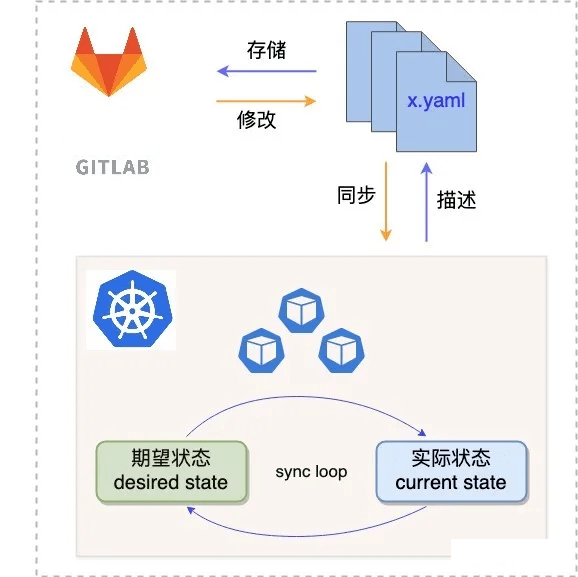 存储
x.yaml
修改
GITLAB
同步
描述
期望状态
desired state
sync loop
实际状态
current state